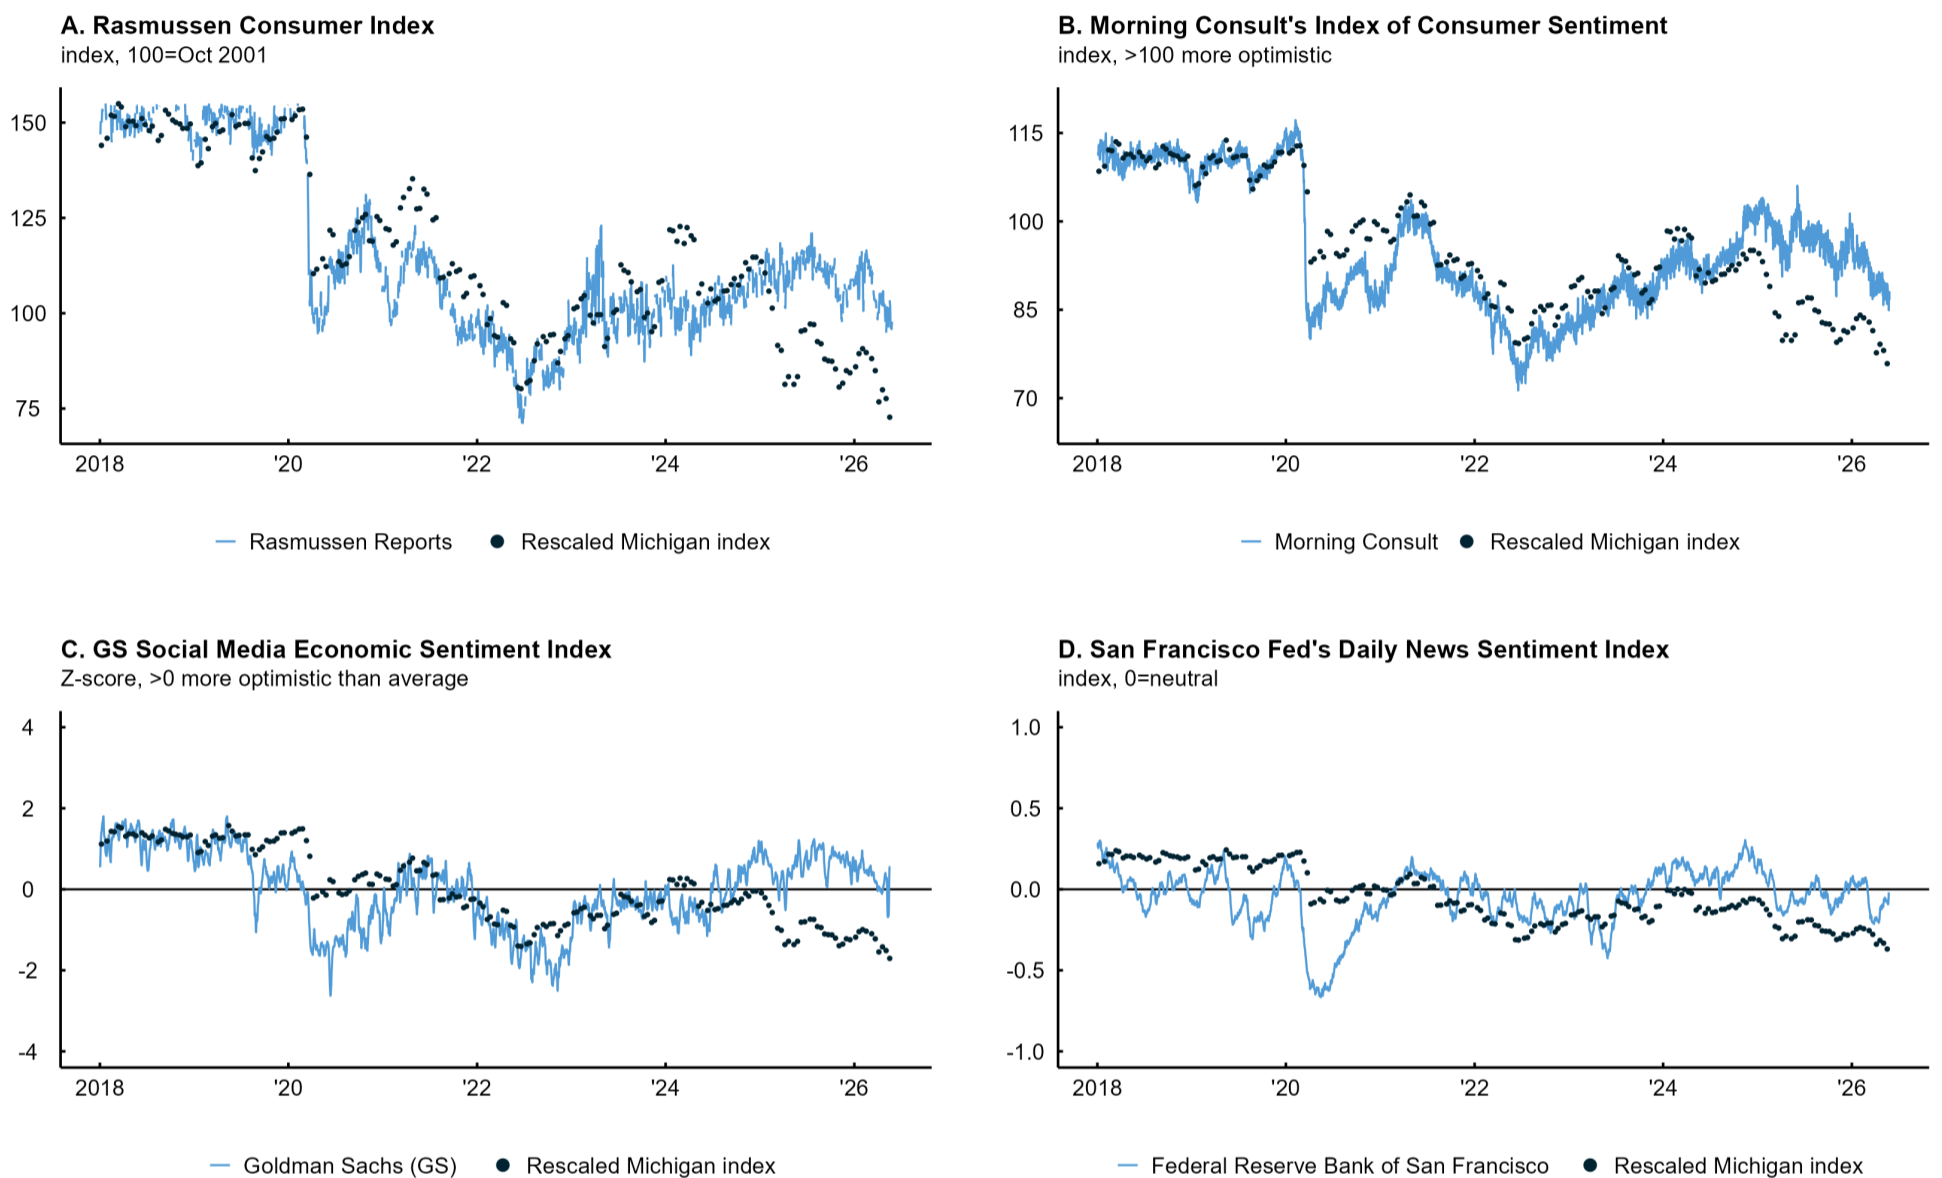 A. Rasmussen Consumer Index
index, 100=Oct 2001
150
125
100
75
2018 '20 '22 '24 '26
Rasmussen Reports Rescaled Michigan index
B. Morning Consult's Index of Consumer Sentiment
index, >100 more optimistic
115
100
85
70
2018 '20 '22 '24 '26
Morning Consult Rescaled Michigan index
C. GS Social Media Economic Sentiment Index
Z-score, >0 more optimistic than average
4
2
0
-2
-4
2018 '20 '22 '24 '26
Goldman Sachs (GS) Rescaled Michigan index
D. San Francisco Fed's Daily News Sentiment Index
index, 0=neutral
1.0
0.5
0.0
-0.5
-1.0
2018 '20 '22 '24 '26
Federal Reserve Bank of San Francisco Rescaled Michigan index